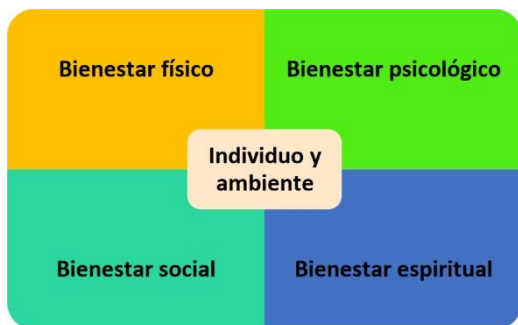 Bienestar físico
Bienestar psicológico
Individuo y
ambiente
Bienestar social
Bienestar espiritual